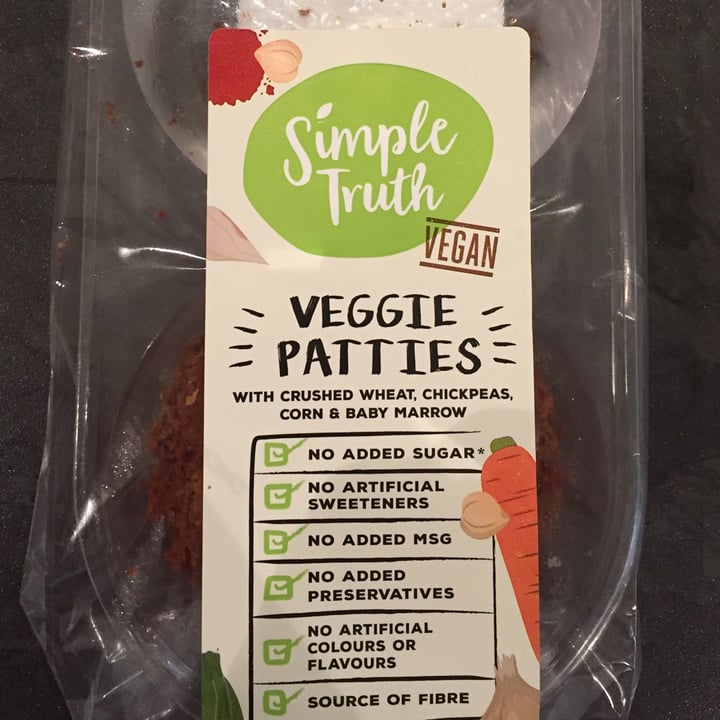 Simple
Truth
VEGAN
VEGGIE
PATTIES
WITH CRUSHED WHEAT, CHICKPEAS,
CORN & BABY MARROW
NO ADDED SUGAR*
NO ARTIFICIAL
SWEETENERS
NO ADDED MSG
NO ADDED
PRESERVATIVES
NO ARTIFICIAL
COLOURS OR
FLAVOURS
SOURCE OF FIBRE